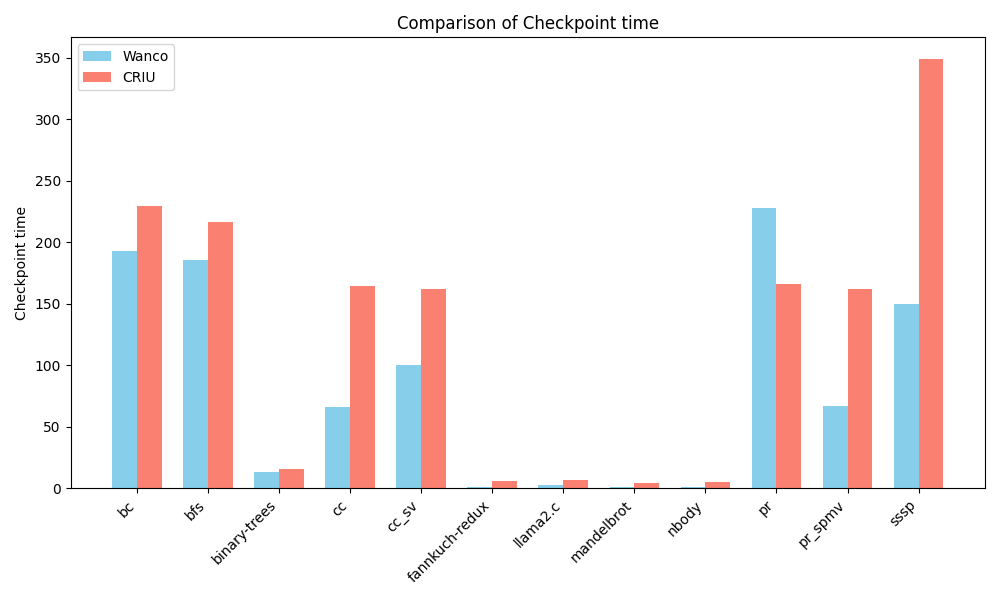 Comparison of Checkpoint time
Wanco
CRIU
Checkpoint time
350
300
250
200
150
100
50
0
bc
bfs
binary-trees
cc
cc_sv
fannkuch-redux
llama2.c
mandelbrot
nbody
pr
pr_spmv
sssp